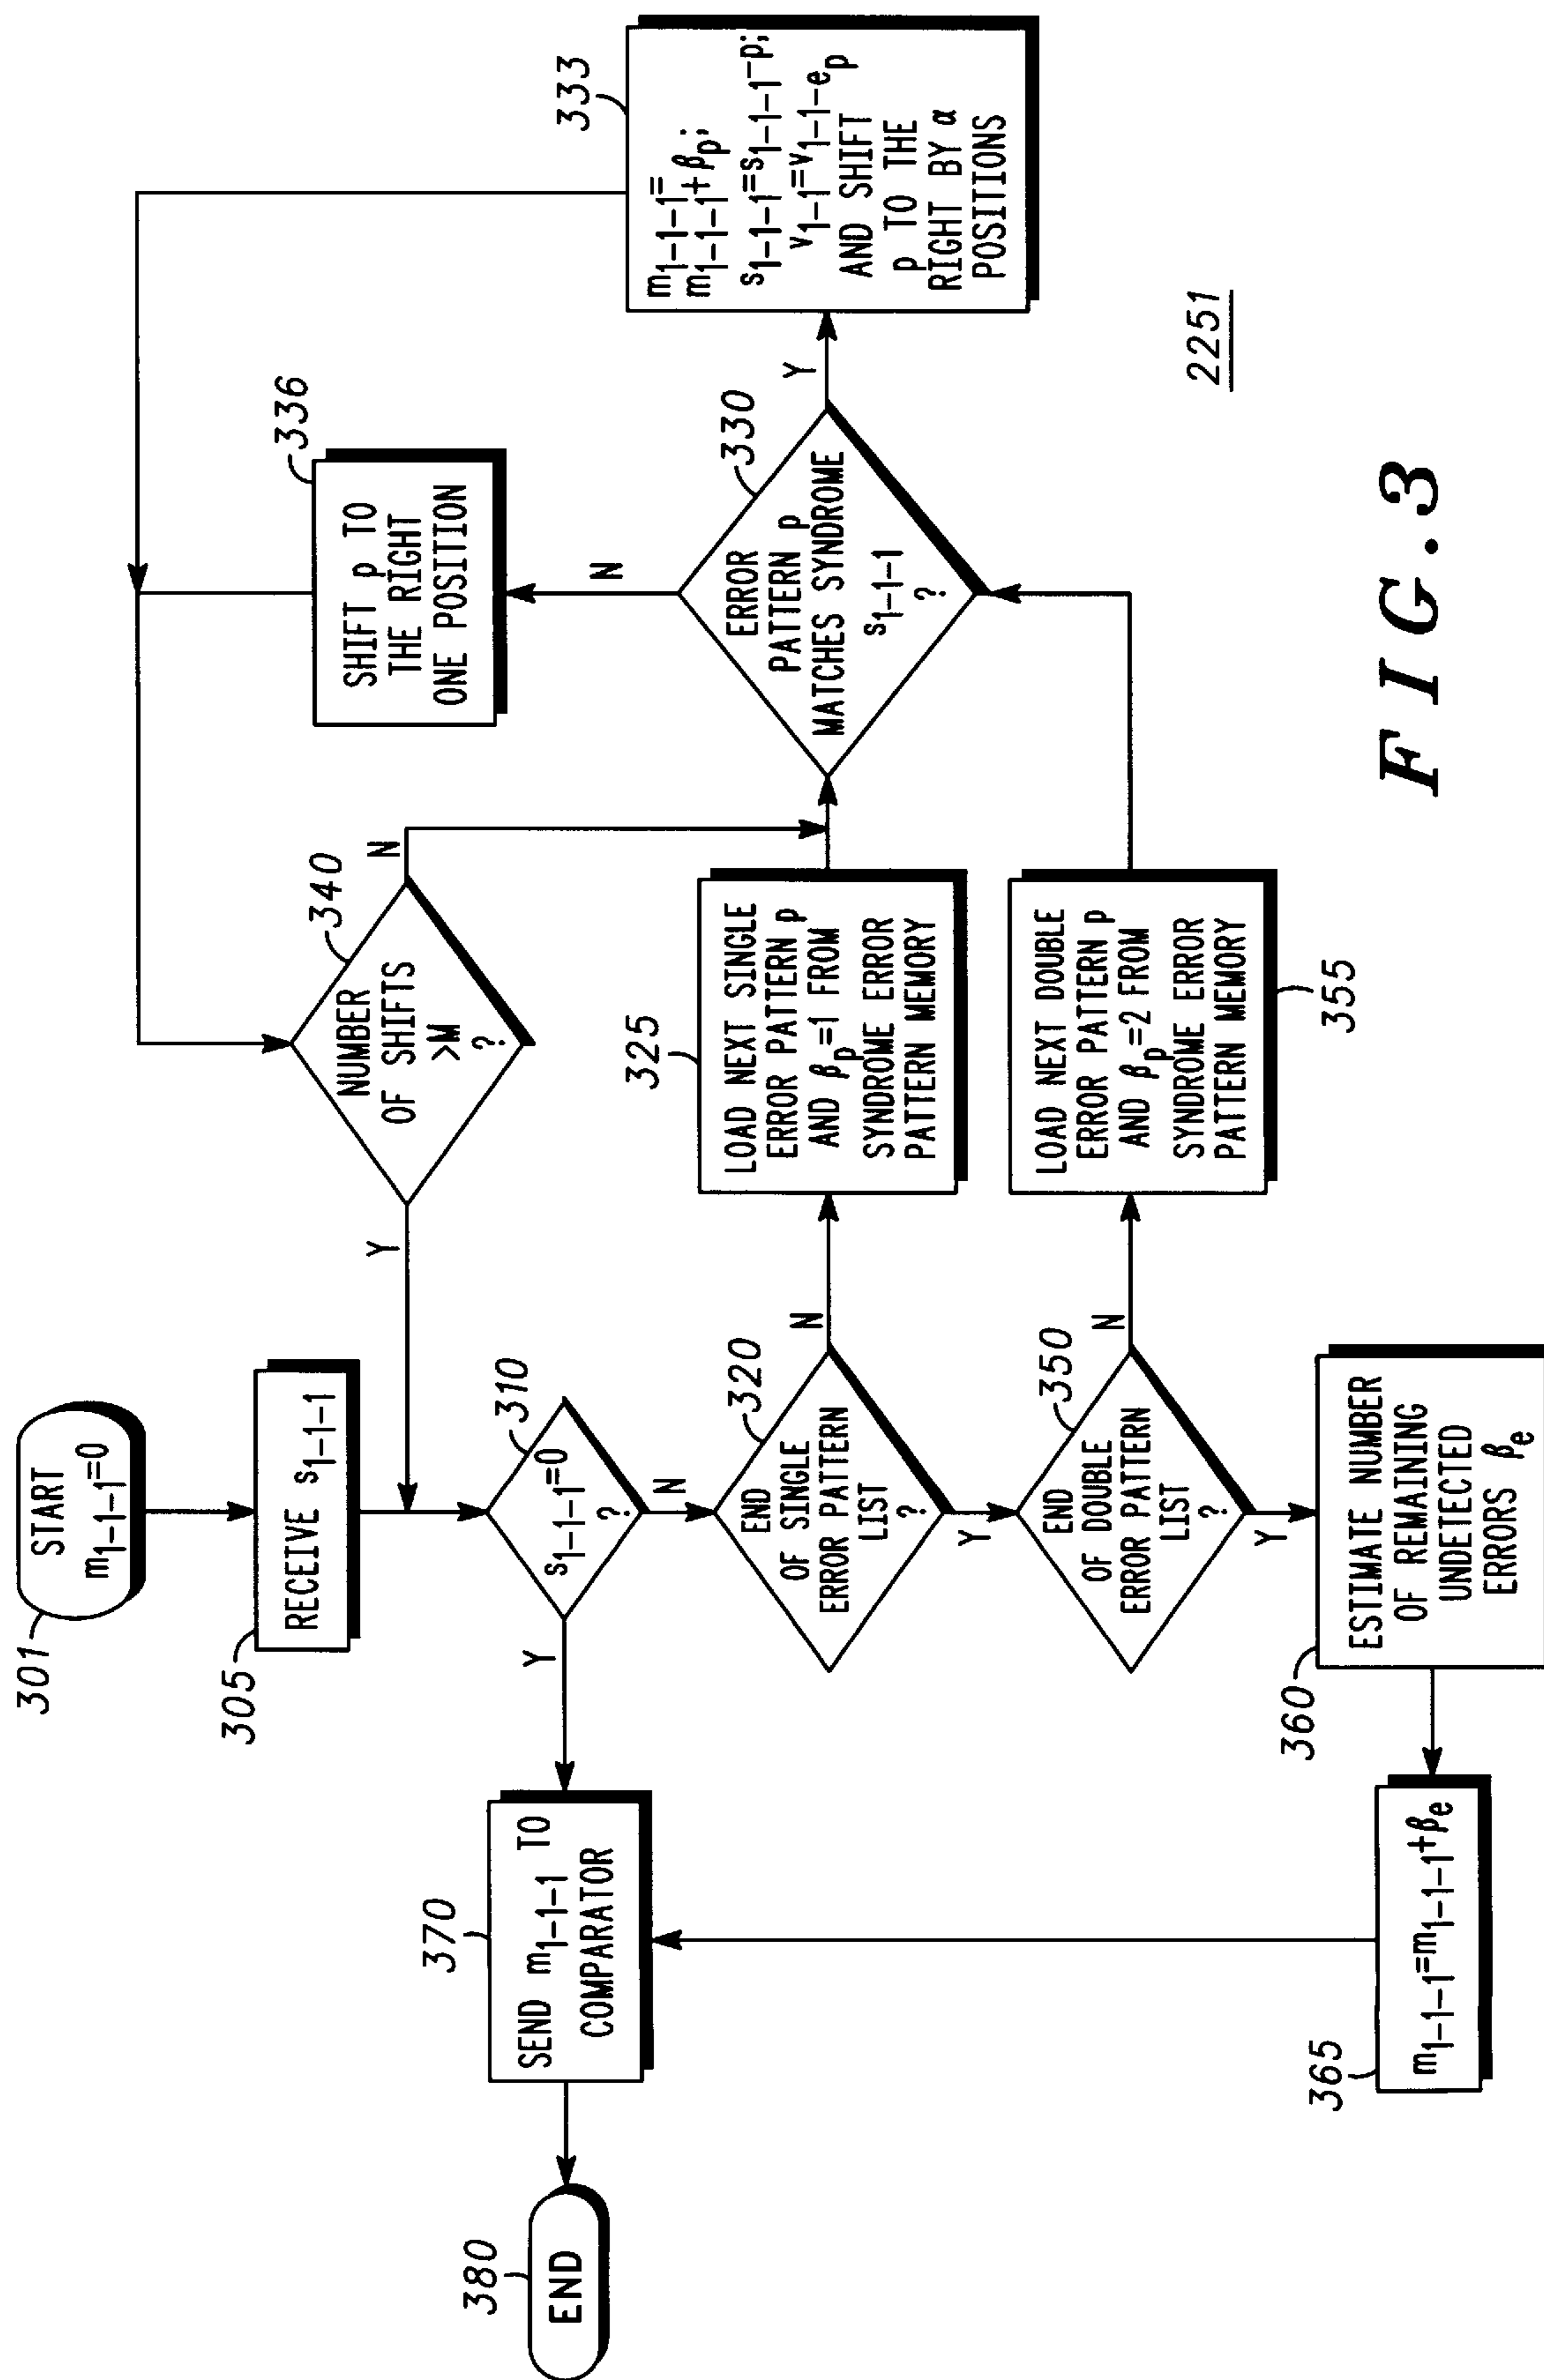 301
START
m1-1-1=0
305
RECEIVE s1-1-1
310
s1-1-1=0
?
Y
N
370
SEND m1-1-1 TO
COMPARATOR
380
END
320
END
OF SINGLE
ERROR PATTERN
LIST
?
N
Y
325
LOAD NEXT SINGLE
ERROR PATTERN p
AND βp=1 FROM
SYNDROME ERROR
PATTERN MEMORY
330
ERROR
PATTERN p
MATCHES SYNDROME
s1-1-1
?
Y
N
333
m1-1-1=
m1-1-1+βp;
s1-1-1=s1-1-1-p;
v1-1=v1-1-ep
AND SHIFT
p TO THE
RIGHT BY α
POSITIONS
336
SHIFT p TO
THE RIGHT
ONE POSITION
340
NUMBER
OF SHIFTS
>M
?
Y
N
350
END
OF DOUBLE
ERROR PATTERN
LIST
?
N
Y
355
LOAD NEXT DOUBLE
ERROR PATTERN p
AND βp=2 FROM
SYNDROME ERROR
PATTERN MEMORY
360
ESTIMATE NUMBER
OF REMAINING
UNDETECTED
ERRORS βe
365
m1-1-1=m1-1-1+βe
2251
FIG.3